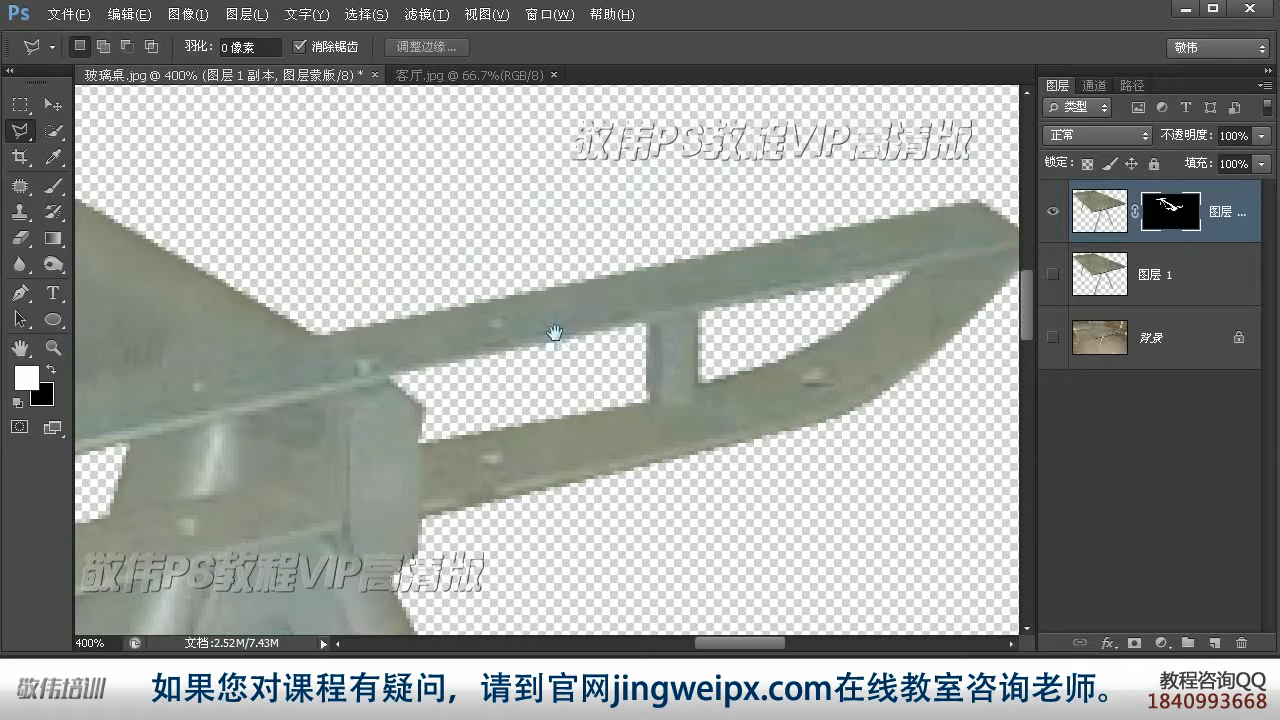 Ps 文件(F) 编辑(E) 图像(I) 图层(L) 文字(Y) 选择(S) 滤镜(T) 视图(V) 窗口(W) 帮助(H)
羽化: 0 像素 消除锯齿 调整边缘... 敬伟
玻璃桌.jpg @ 400% (图层 1 副本, 图层蒙版/8) * × 客厅.jpg @ 66.7%(RGB/8) ×
图层 通道 路径
类型
正常 不透明度: 100%
锁定: 填充: 100%
敬伟PS教程VIP高清版
图层 ...
图层 1
背景
敬伟PS教程VIP高清版
400% 文档:2.52M/7.43M
敬伟培训 如果您对课程有疑问，请到官网jingweipx.com在线教室咨询老师。 教程咨询QQ
1840993668